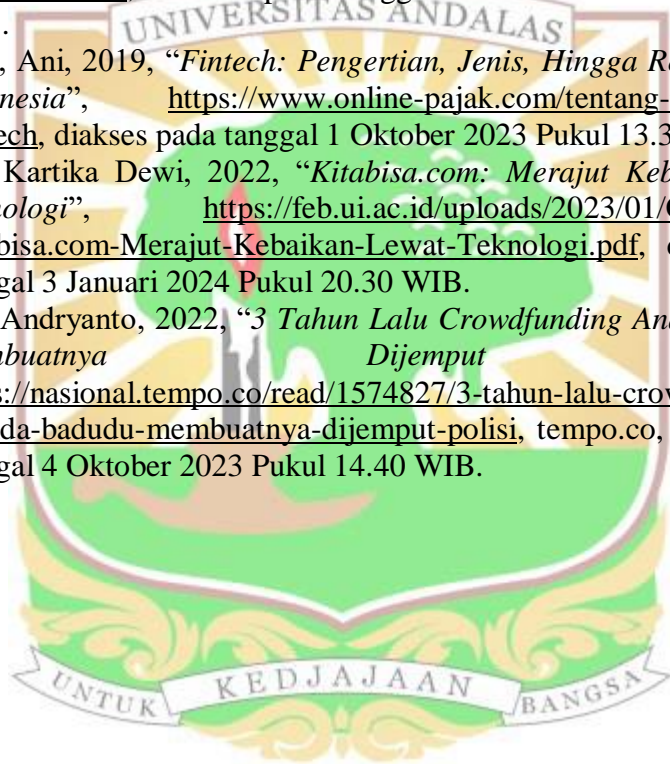 UNIVERSITAS ANDALAS
, Ani, 2019, “Fintech: Pengertian, Jenis, Hingga
nesia”, https://www.online-pajak.com/tentang-
ech, diakses pada tanggal 1 Oktober 2023 Pukul 13.3
Kartika Dewi, 2022, “Kitabisa.com: Merajut Keb
nologi”, https://feb.ui.ac.id/uploads/2023/01/
bisa.com-Merajut-Kebaikan-Lewat-Teknologi.pdf,
gal 3 Januari 2024 Pukul 20.30 WIB.
Andryanto, 2022, “3 Tahun Lalu Crowdfunding An
mbuatnya Dijemput
s://nasional.tempo.co/read/1574827/3-tahun-lalu-crow
da-badudu-membuatnya-dijemput-polisi, tempo.co,
gal 4 Oktober 2023 Pukul 14.40 WIB.
UNTUK KEDJAJAAN BANGSA